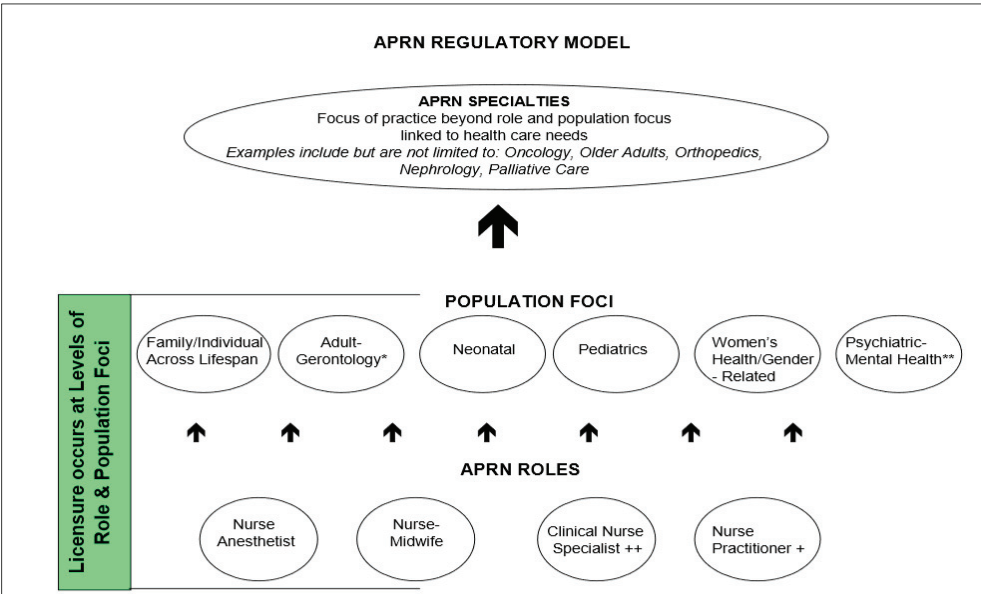 APRN REGULATORY MODEL
APRN SPECIALTIES
Focus of practice beyond role and population focus
linked to health care needs
Examples include but are not limited to: Oncology, Older Adults, Orthopedics,
Nephrology, Palliative Care
Licensure occurs at Levels of
Role & Population Foci
POPULATION FOCI
Family/Individual
Across Lifespan
Adult-
Gerontology*
Neonatal
Pediatrics
Women's
Health/Gender
- Related
Psychiatric-
Mental Health**
APRN ROLES
Nurse
Anesthetist
Nurse-
Midwife
Clinical Nurse
Specialist ++
Nurse
Practitioner +